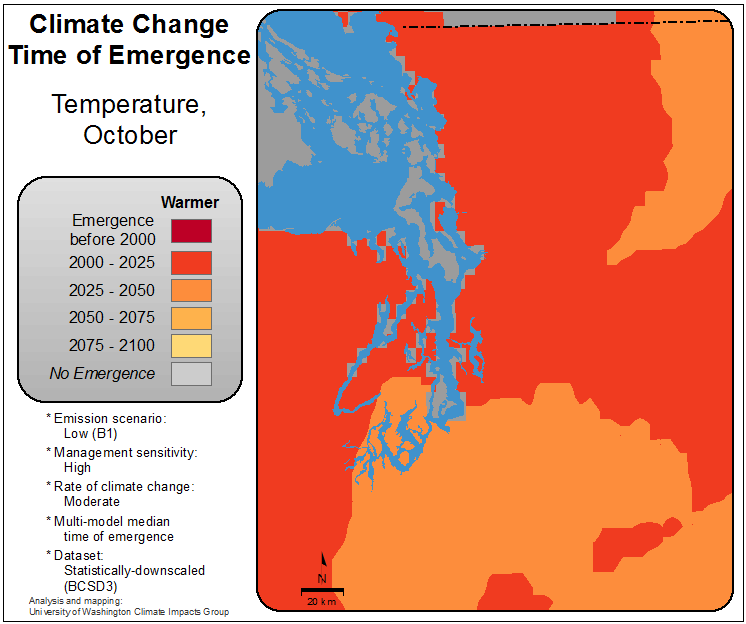 Climate Change
Time of Emergence
Temperature,
October
Warmer
Emergence
before 2000
2000 - 2025
2025 - 2050
2050 - 2075
2075 - 2100
No Emergence
* Emission scenario:
Low (B1)
* Management sensitivity:
High
* Rate of climate change:
Moderate
* Multi-model median
time of emergence
* Dataset:
Statistically-downscaled
(BCSD3)
Analysis and mapping:
University of Washington Climate Impacts Group
N
20 km